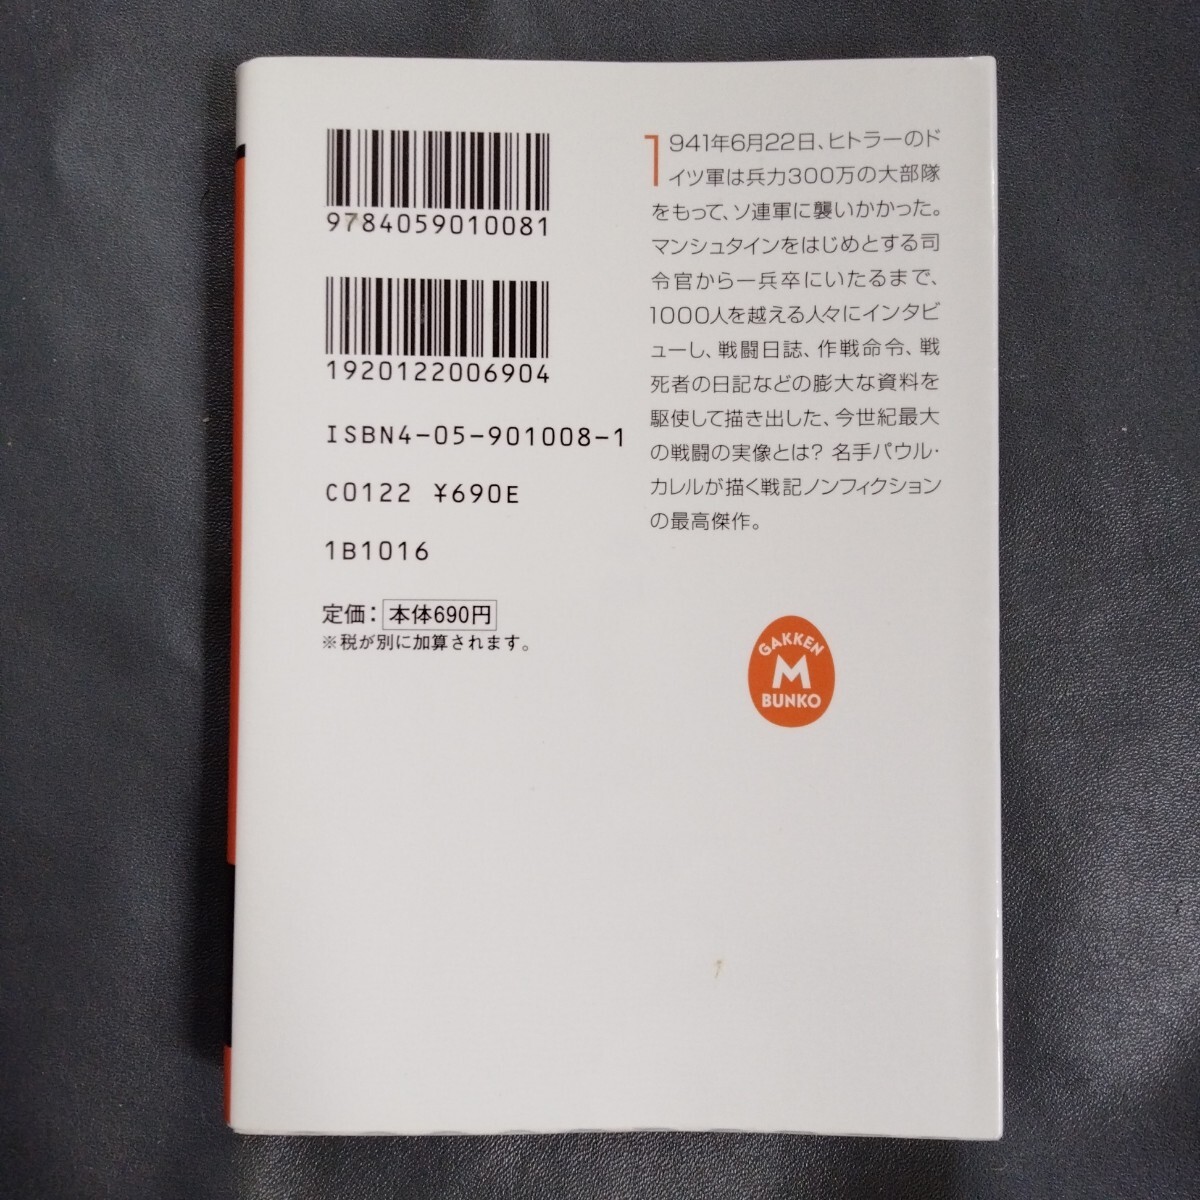 9784059010081
1920122006904
ISBN4-05-901008-1
C0122 ¥690E
1B1016
定価：本体690円
※税が別に加算されます。
1941年6月22日、ヒトラーのド
イツ軍は兵力300万の大部隊
をもって、ソ連軍に襲いかかった。
マンシュタインをはじめとする司
令官から一兵卒にいたるまで、
1000人を越える人々にインタビ
ューし、戦闘日誌、作戦命令、戦
死者の日記などの膨大な資料を
駆使して描き出した、今世紀最大
の戦闘の実像とは? 名手パウル・
カレルが描く戦記ノンフィクション
の最高傑作。
GAKKEN
M
BUNKO